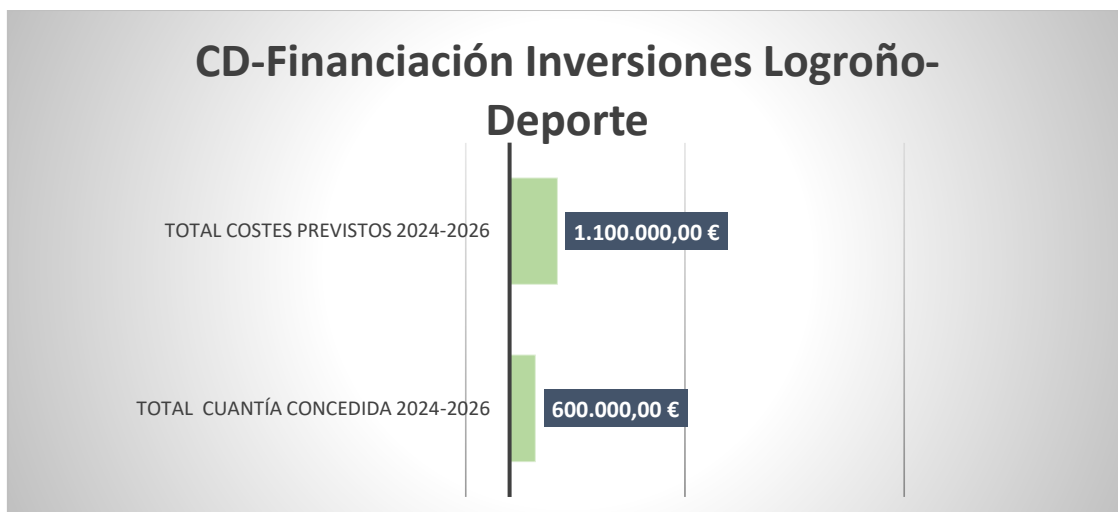 CD-Financiación Inversiones Logroño-
Deporte
TOTAL COSTES PREVISTOS 2024-2026
1.100.000,00 €
TOTAL CUANTÍA CONCEDIDA 2024-2026
600.000,00 €